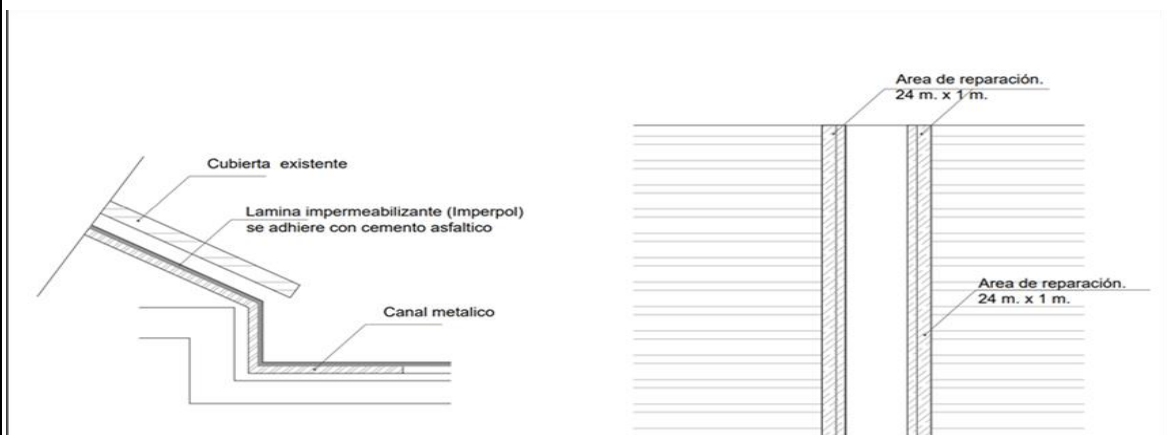 Cubierta existente
Lamina impermeabilizante (Imperpol)
se adhiere con cemento asfaltico
Canal metalico
Area de reparación.
24 m. x 1 m.
Area de reparación.
24 m. x 1 m.